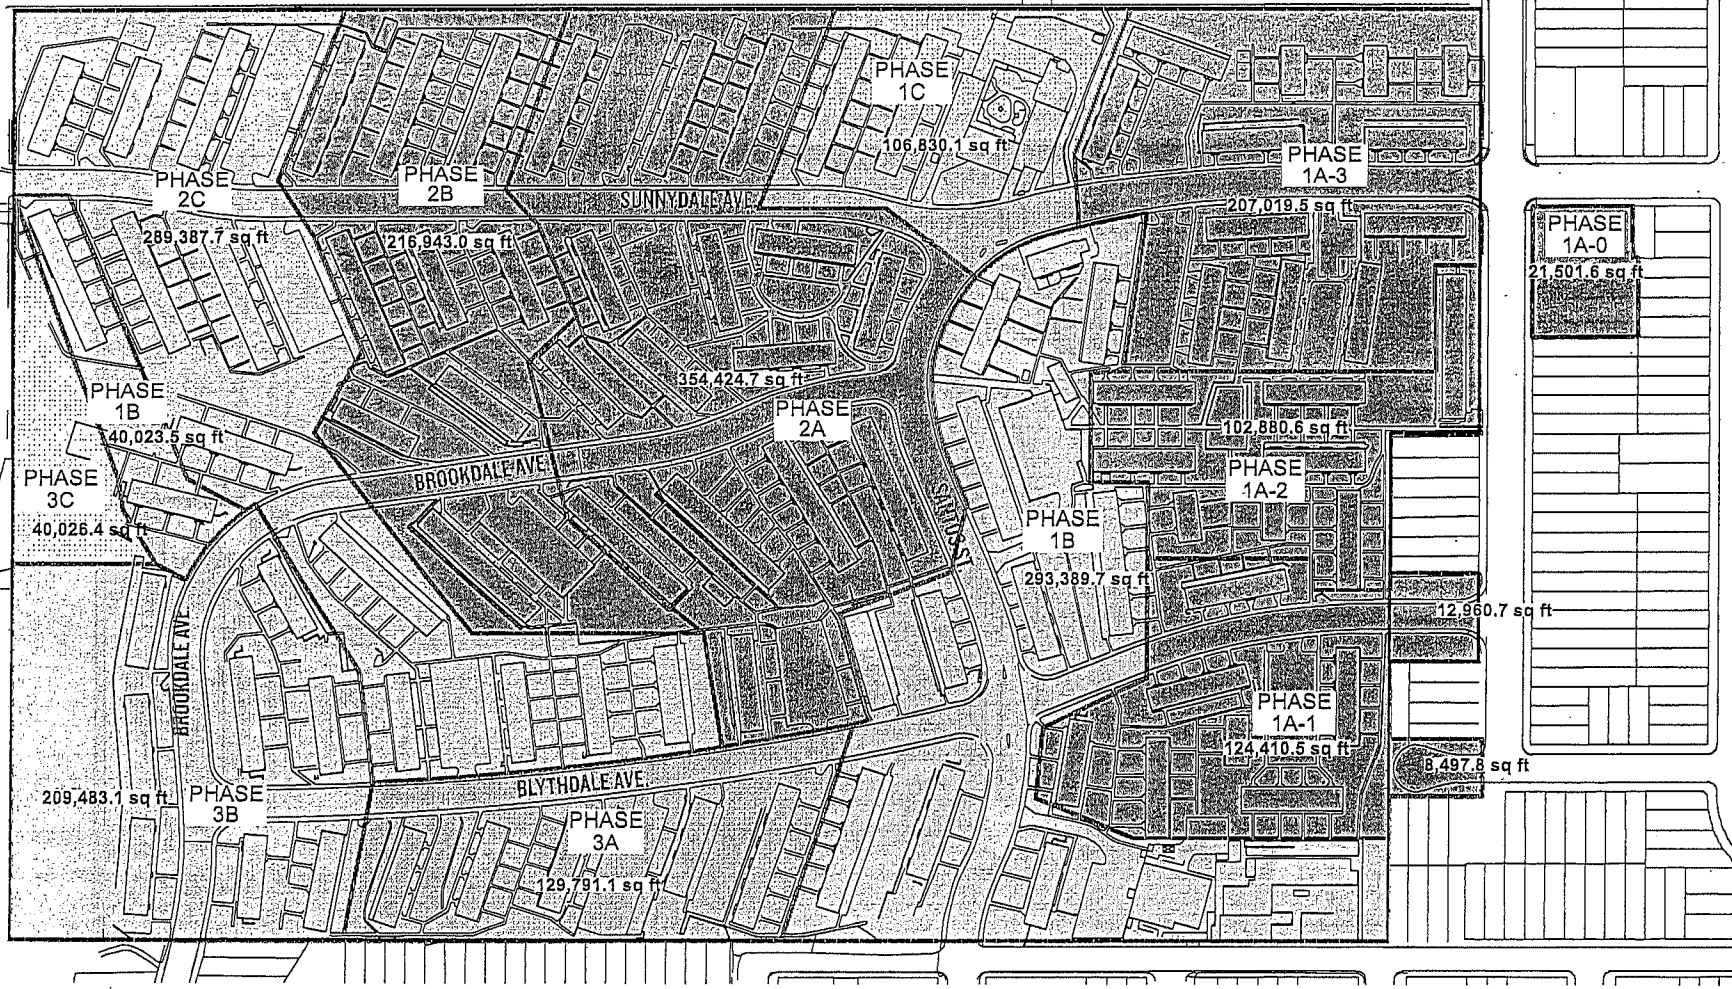 PHASE
1C
106,830.1 sq ft
PHASE
1A-3
207,019.5 sq ft
PHASE
2C
289,387.7 sq ft
PHASE
2B
216,943.0 sq ft
SUNNYDALE AVE.
PHASE
1A-0
21,501.6 sq ft
354,424.7 sq ft
PHASE
2A
PHASE
1B
40,023.5 sq ft
102,880.6 sq ft
PHASE
1A-2
BROOKDALE AVE
PHASE
3C
40,026.4 sq ft
SANTOS ST
PHASE
1B
293,389.7 sq ft
12,960.7 sq ft
BROOKDALE AVE
PHASE
1A-1
124,410.5 sq ft
8,497.8 sq ft
BLYTHDALE AVE.
209,483.1 sq ft
PHASE
3B
PHASE
3A
129,791.1 sq ft